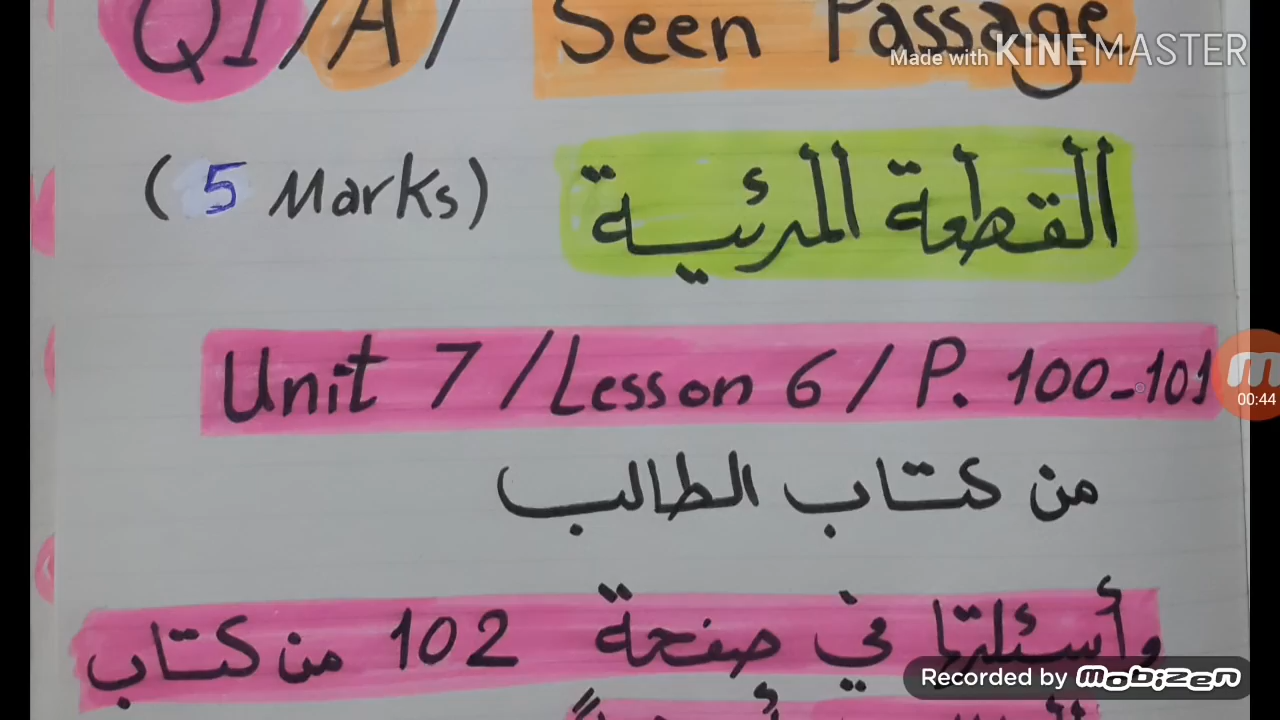 Q1/A/ Seen Passage
Made with KINEMASTER
(5 Marks) القطعة المرئية
Unit 7 / Lesson 6 / P. 100-101
00:44
من كتاب الطالب
وأسئلتها في صفحة 102 من كتاب
Recorded by mobizen